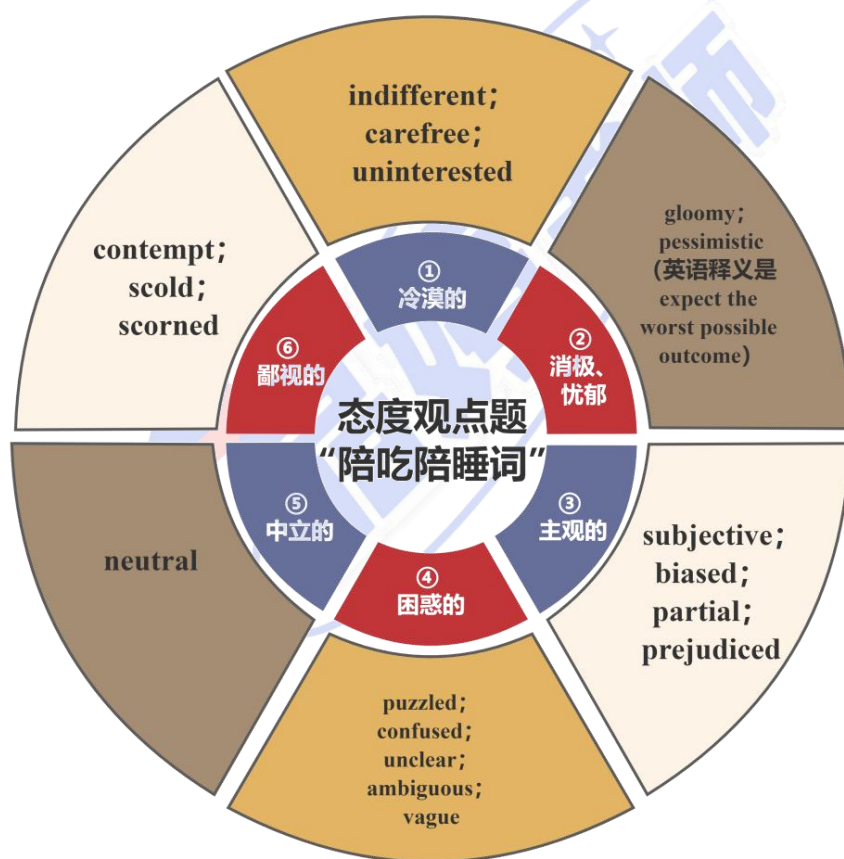 态度观点题
“陪吃陪睡词”
①
冷漠的
indifferent；
carefree；
uninterested
②
消极、
忧郁
gloomy；
pessimistic
（英语释义是
expect the
worst possible
outcome）
③
主观的
subjective；
biased；
partial；
prejudiced
④
困惑的
puzzled；
confused；
unclear；
ambiguous；
vague
⑤
中立的
neutral
⑥
鄙视的
contempt；
scold；
scorned